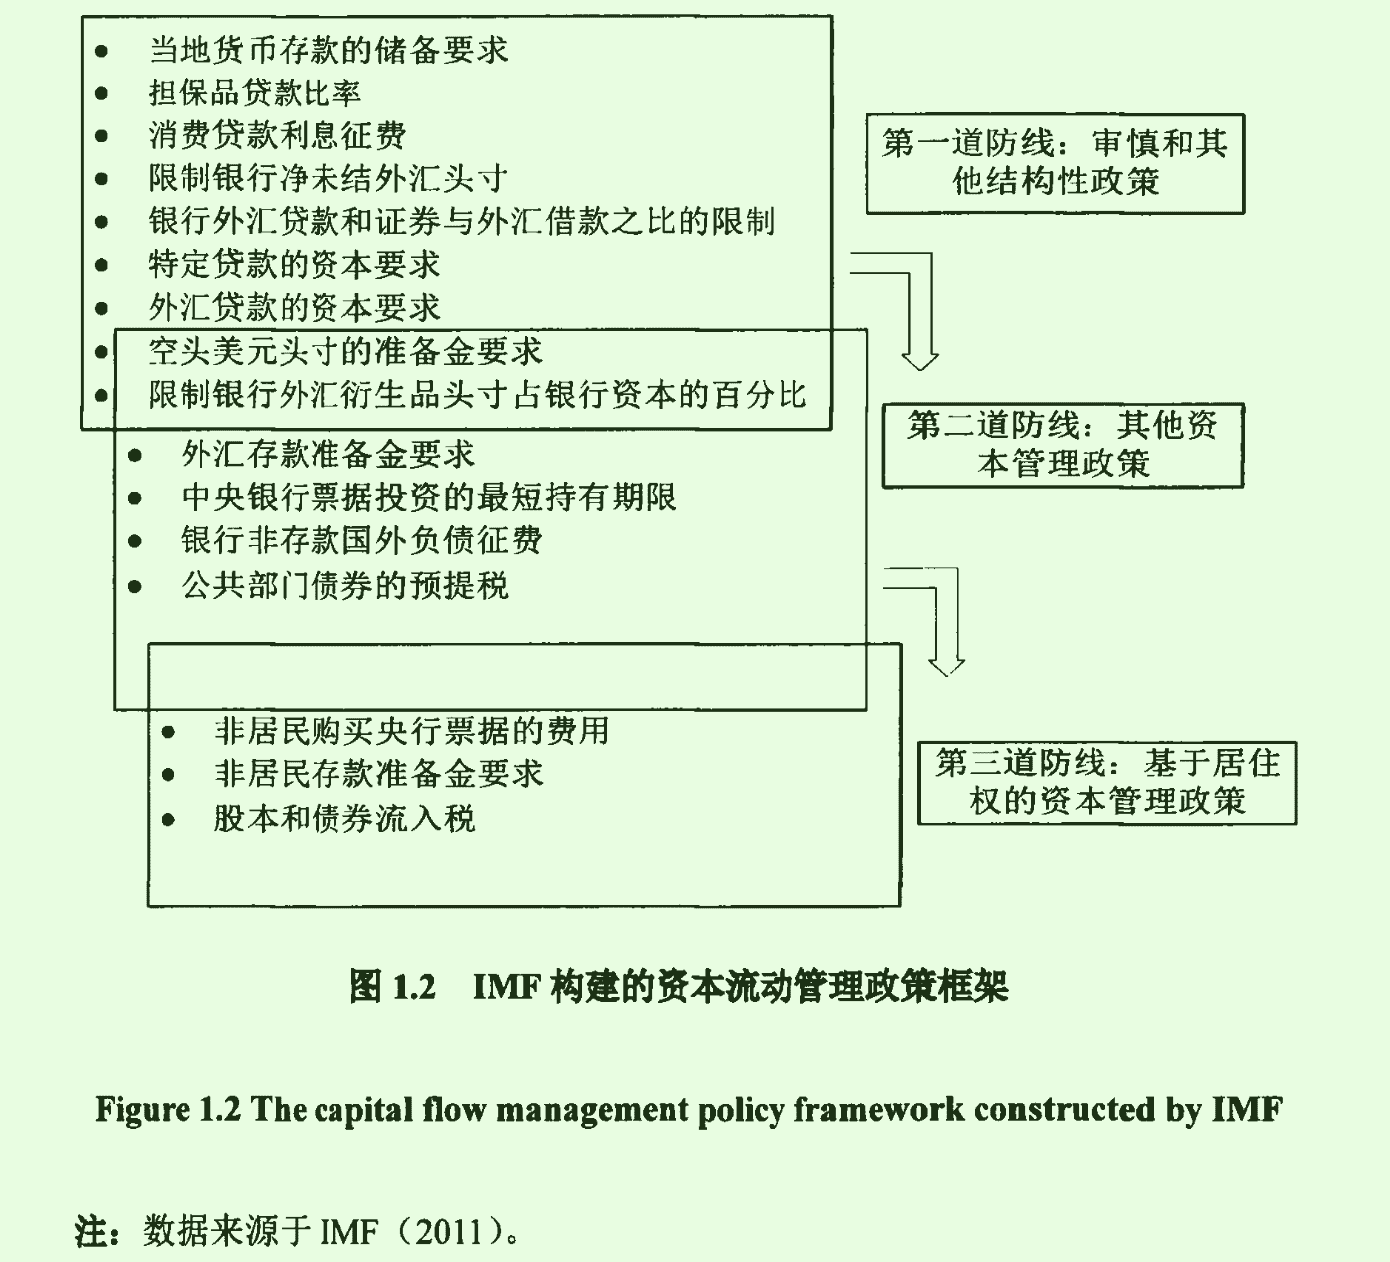 当地货币存款的储备要求
担保品贷款比率
消费贷款利息征费
限制银行净未结外汇头寸
银行外汇贷款和证券与外汇借款之比的限制
特定贷款的资本要求
外汇贷款的资本要求
空头美元头寸的准备金要求
限制银行外汇衍生品头寸占银行资本的百分比
第一道防线：审慎和其
他结构性政策
外汇存款准备金要求
中央银行票据投资的最短持有期限
银行非存款国外负债征费
公共部门债券的预提税
第二道防线：其他资
本管理政策
非居民购买央行票据的费用
非居民存款准备金要求
股本和债券流入税
第三道防线：基于居住
权的资本管理政策
图 1.2 IMF 构建的资本流动管理政策框架
Figure 1.2 The capital flow management policy framework constructed by IMF
注：数据来源于 IMF（2011）。